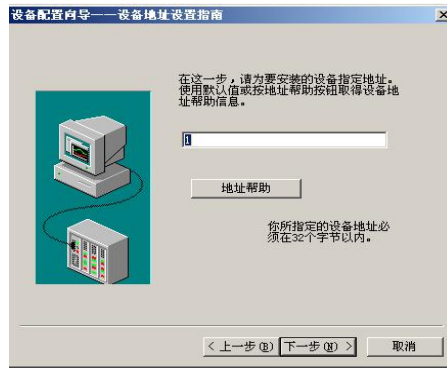 设备配置向导——设备地址设置指南
在这一步，请为要安装的设备指定地址。
使用默认值或按地址帮助按钮取得设备地
址帮助信息。
1
地址帮助
你所指定的设备地址必
须在32个字节以内。
< 上一步(B) 下一步(N) > 取消